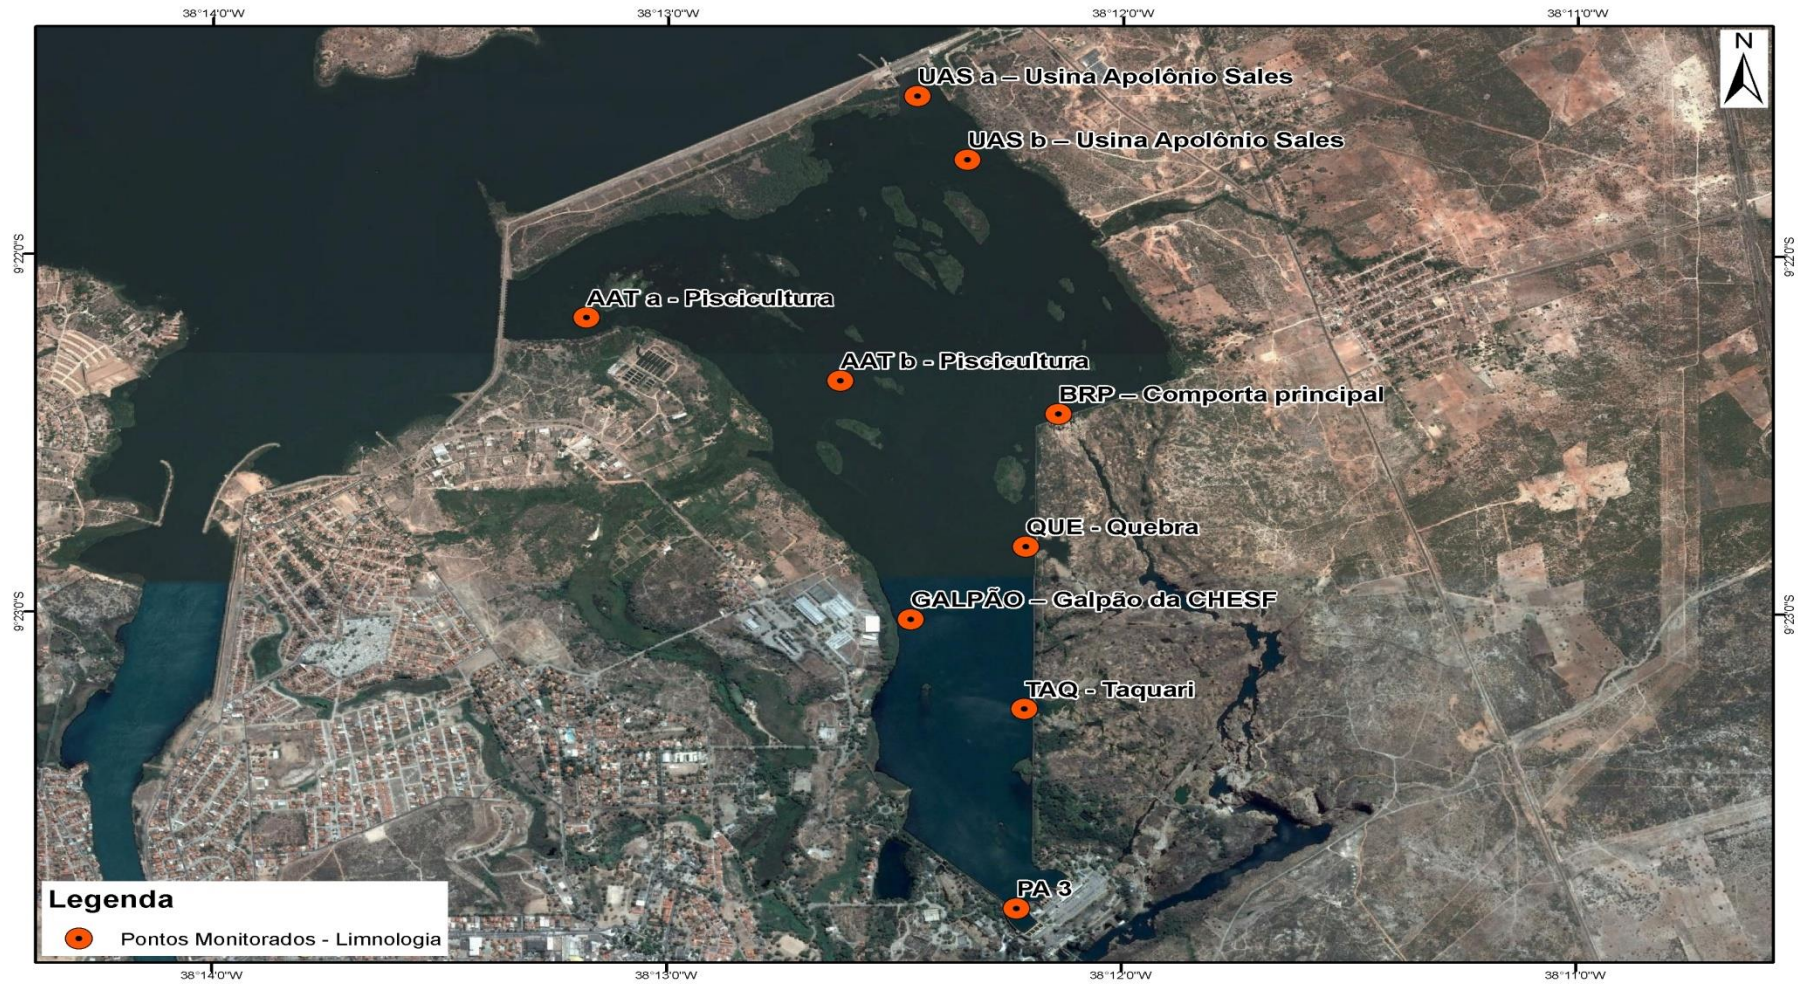 38°14'0"W 38°13'0"W 38°12'0"W 38°11'0"W
N
UAS a – Usina Apolônio Sales
UAS b – Usina Apolônio Sales
9°22'0"S 9°22'0"S
AAT a - Piscicultura
AAT b - Piscicultura
BRP – Comporta principal
QUE - Quebra
GALPÃO – Galpão da CHESF
9°23'0"S 9°23'0"S
TAQ - Taquari
PA 3
Legenda
Pontos Monitorados - Limnologia
38°14'0"W 38°13'0"W 38°12'0"W 38°11'0"W